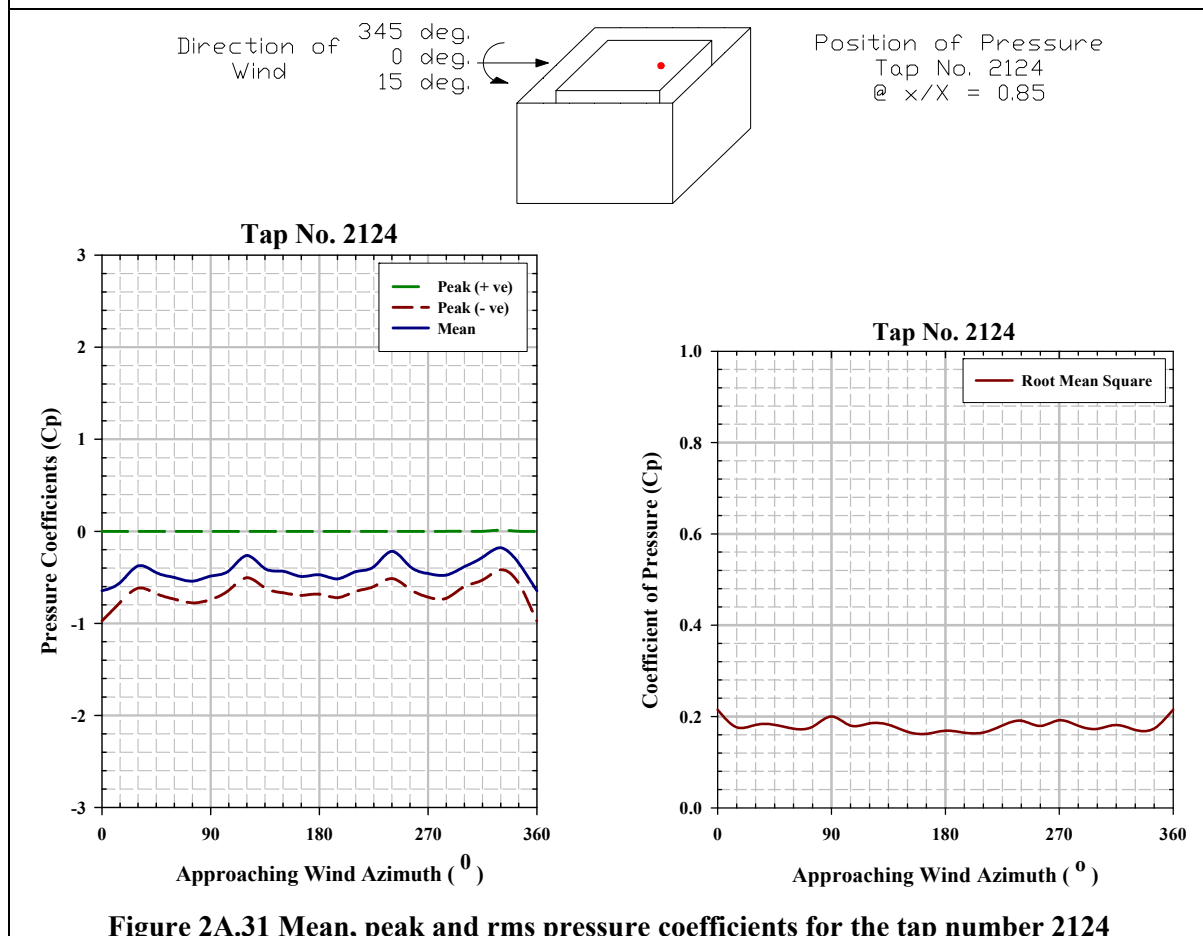 Direction of
Wind
345 deg.
0 deg.
15 deg.
Position of Pressure
Tap No. 2124
@ x/X = 0.85
Tap No. 2124
3
2
1
0
-1
-2
-3
Pressure Coefficients (Cp)
Peak (+ ve)
Peak (- ve)
Mean
0
90
180
270
360
Approaching Wind Azimuth ( 0 )
Tap No. 2124
1.0
0.8
0.6
0.4
0.2
0.0
Coefficient of Pressure (Cp)
Root Mean Square
0
90
180
270
360
Approaching Wind Azimuth ( o )
Figure 2A.31 Mean, peak and rms pressure coefficients for the tap number 2124